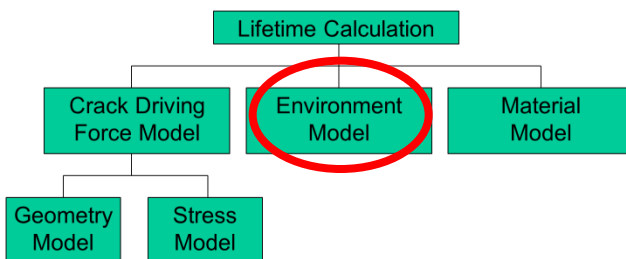 Lifetime Calculation
Crack Driving
Force Model
Environment
Model
Material
Model
Geometry
Model
Stress
Model